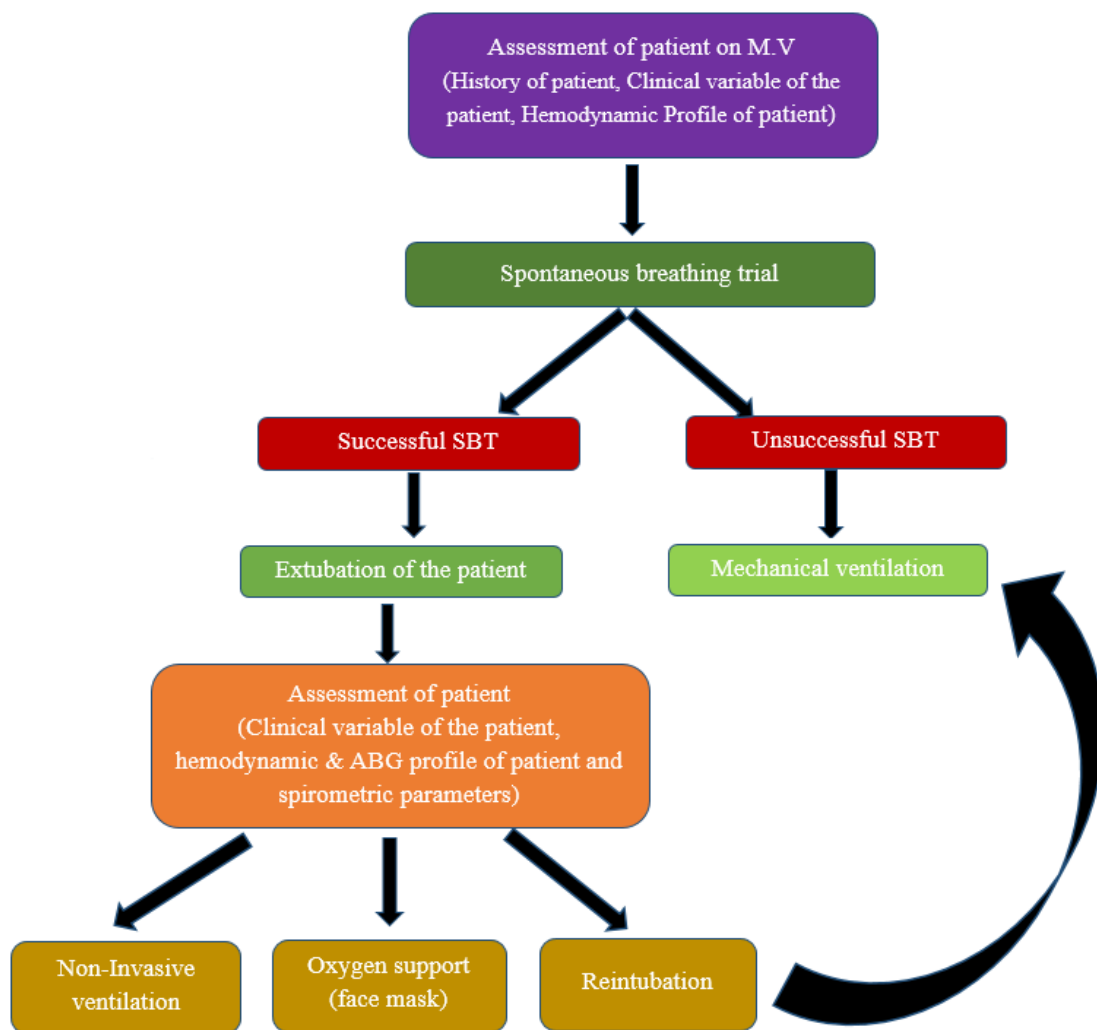 Assessment of patient on M.V
(History of patient, Clinical variable of the
patient, Hemodynamic Profile of patient)
Spontaneous breathing trial
Successful SBT
Unsuccessful SBT
Extubation of the patient
Mechanical ventilation
Assessment of patient
(Clinical variable of the patient,
hemodynamic & ABG profile of patient and
spirometric parameters)
Non-Invasive
ventilation
Oxygen support
(face mask)
Reintubation